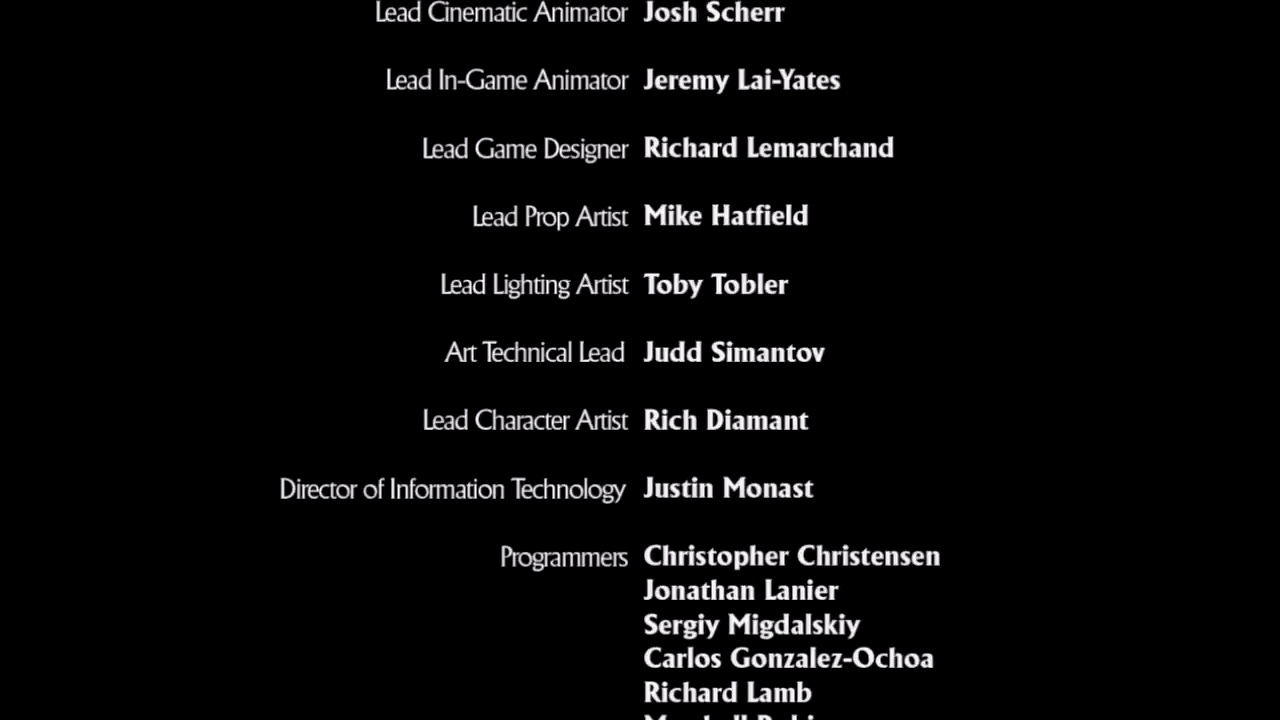 Lead Cinematic Animator Josh Scherr
Lead In-Game Animator Jeremy Lai-Yates
Lead Game Designer Richard Lemarchand
Lead Prop Artist Mike Hatfield
Lead Lighting Artist Toby Tobler
Art Technical Lead Judd Simantov
Lead Character Artist Rich Diamant
Director of Information Technology Justin Monast
Programmers Christopher Christensen
Jonathan Lanier
Sergiy Migdalskiy
Carlos Gonzalez-Ochoa
Richard Lamb